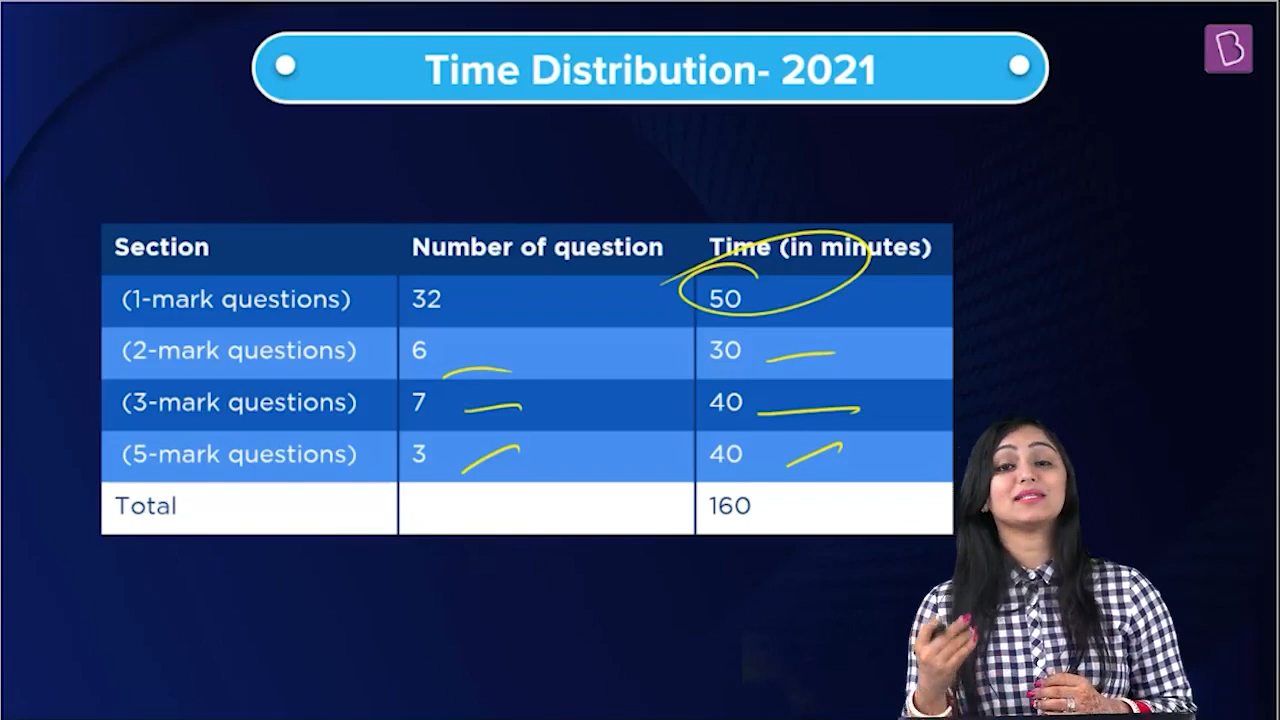 Time Distribution- 2021
B
Section Number of question Time (in minutes)
(1-mark questions) 32 50
(2-mark questions) 6 30
(3-mark questions) 7 40
(5-mark questions) 3 40
Total 160